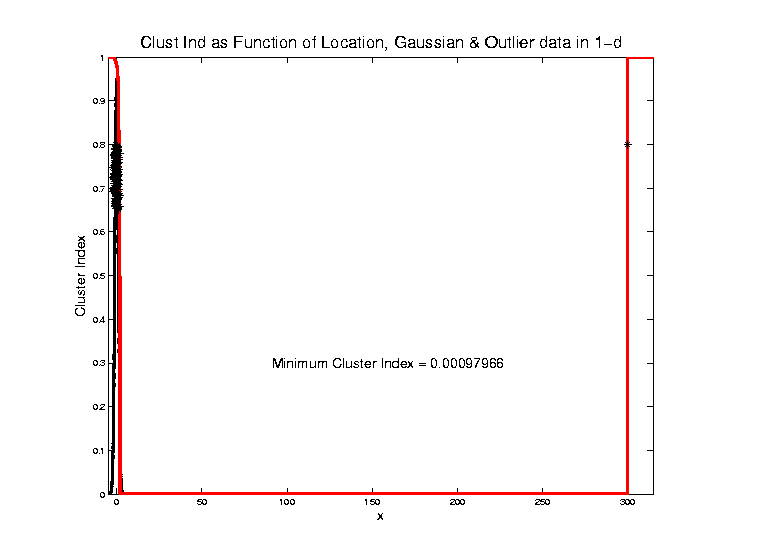 Clust Ind as Function of Location, Gaussian & Outlier data in 1-d
1
0.9
0.8
0.7
0.6
0.5
0.4
0.3
0.2
0.1
0
Cluster Index
Minimum Cluster Index = 0.00097966
0 50 100 150 200 250 300
x